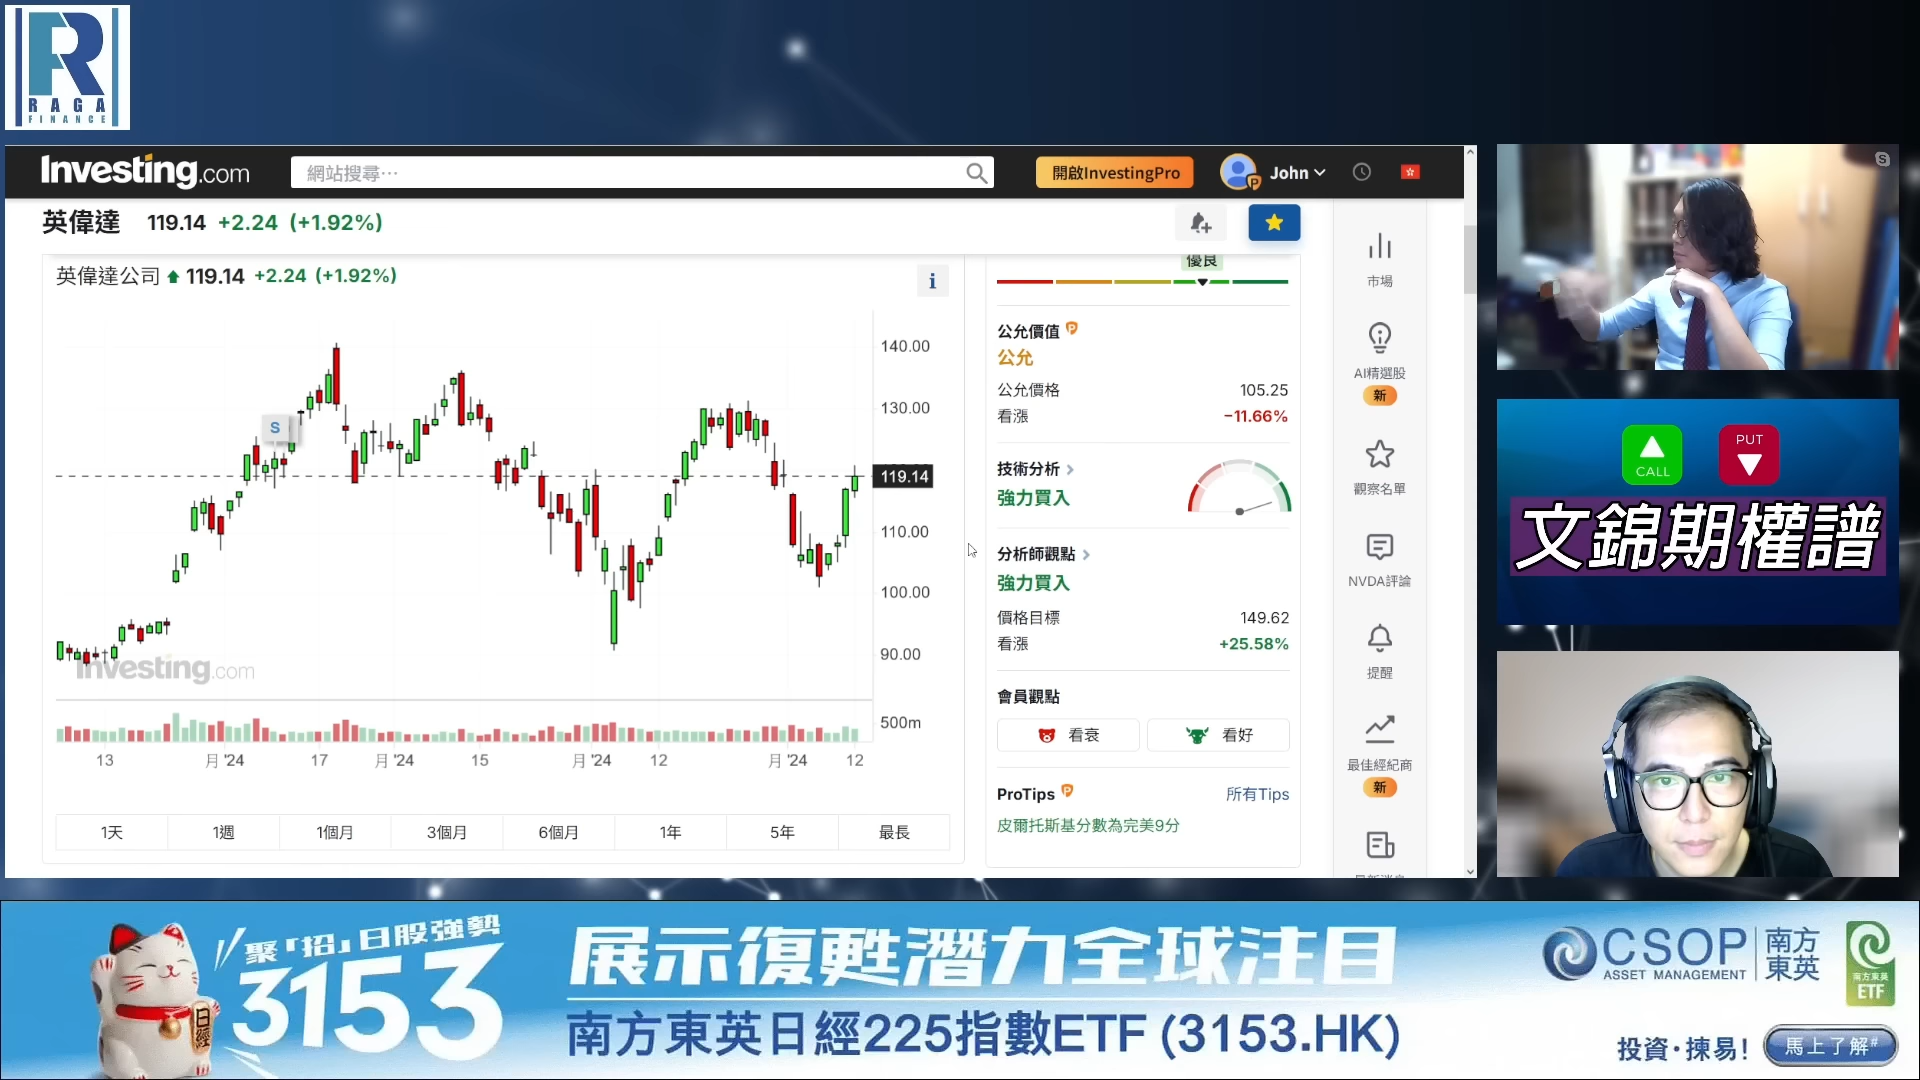 RAGA
FINANCE
Investing.com
網站搜尋…
開啟InvestingPro
John
英偉達 119.14 +2.24 (+1.92%)
英偉達公司 119.14 +2.24 (+1.92%)
i
S
140.00
130.00
119.14
110.00
100.00
90.00
500m
Investing.com
13 月 '24 17 月 '24 15 月 '24 12 月 '24 12
1天 1週 1個月 3個月 6個月 1年 5年 最長
優良
公允價值
公允
公允價格 105.25
看漲 −11.66%
技術分析
強力買入
分析師觀點
強力買入
價格目標 149.62
看漲 +25.58%
會員觀點
看衰 看好
ProTips 所有Tips
皮爾托斯基分數為完美9分
市場
AI精選股
新
觀察名單
NVDA評論
提醒
最佳經紀商
新
S
CALL
PUT
文錦期權譜
聚「招」日股強勢
3153
日經
展示復甦潛力全球注目
南方東英日經225指數ETF (3153.HK)
CSOP
ASSET MANAGEMENT
南方
東英
南方東英
ETF
投資·揀易!
馬上了解#